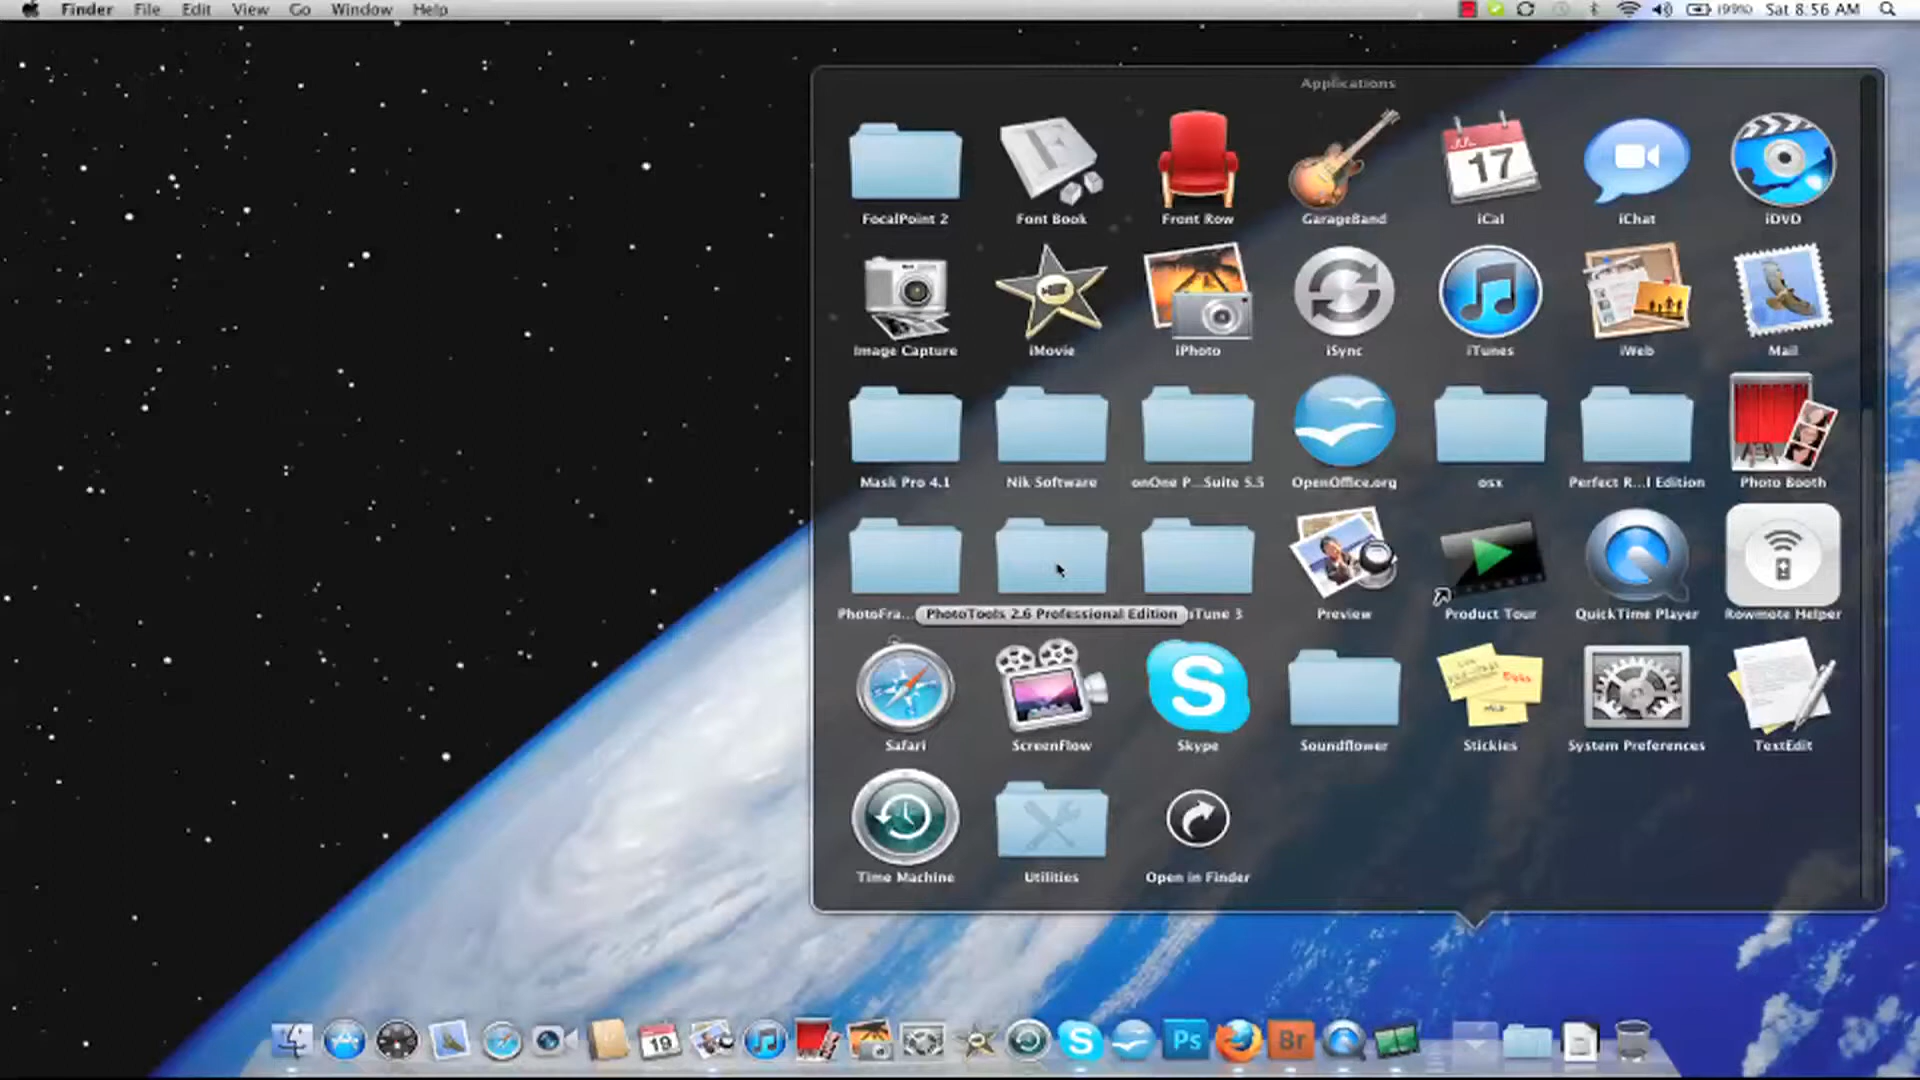 Finder File Edit View Go Window Help (99%) Sat 8:56 AM
Applications
JUL
17
FocalPoint 2 Font Book Front Row GarageBand iCal iChat iDVD
Image Capture iMovie iPhoto iSync iTunes iWeb Mail
Mask Pro 4.1 Nik Software onOne P...Suite 5.5 OpenOffice.org osx Perfect R...l Edition Photo Booth
PhotoFra... PhotoTools 2.6 Professional Edition iTune 3 Preview Product Tour QuickTime Player Rowmote Helper
Safari ScreenFlow Skype Soundflower Stickies System Preferences TextEdit
Time Machine Utilities Open in Finder
19 Ps Br